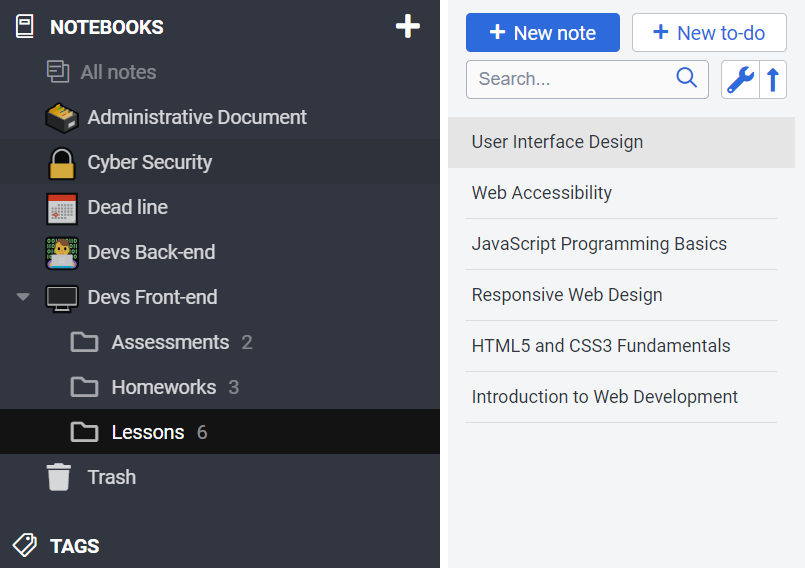 NOTEBOOKS
All notes
Administrative Document
Cyber Security
Dead line
Devs Back-end
Devs Front-end
Assessments 2
Homeworks 3
Lessons 6
Trash
TAGS
New note
New to-do
Search...
User Interface Design
Web Accessibility
JavaScript Programming Basics
Responsive Web Design
HTML5 and CSS3 Fundamentals
Introduction to Web Development